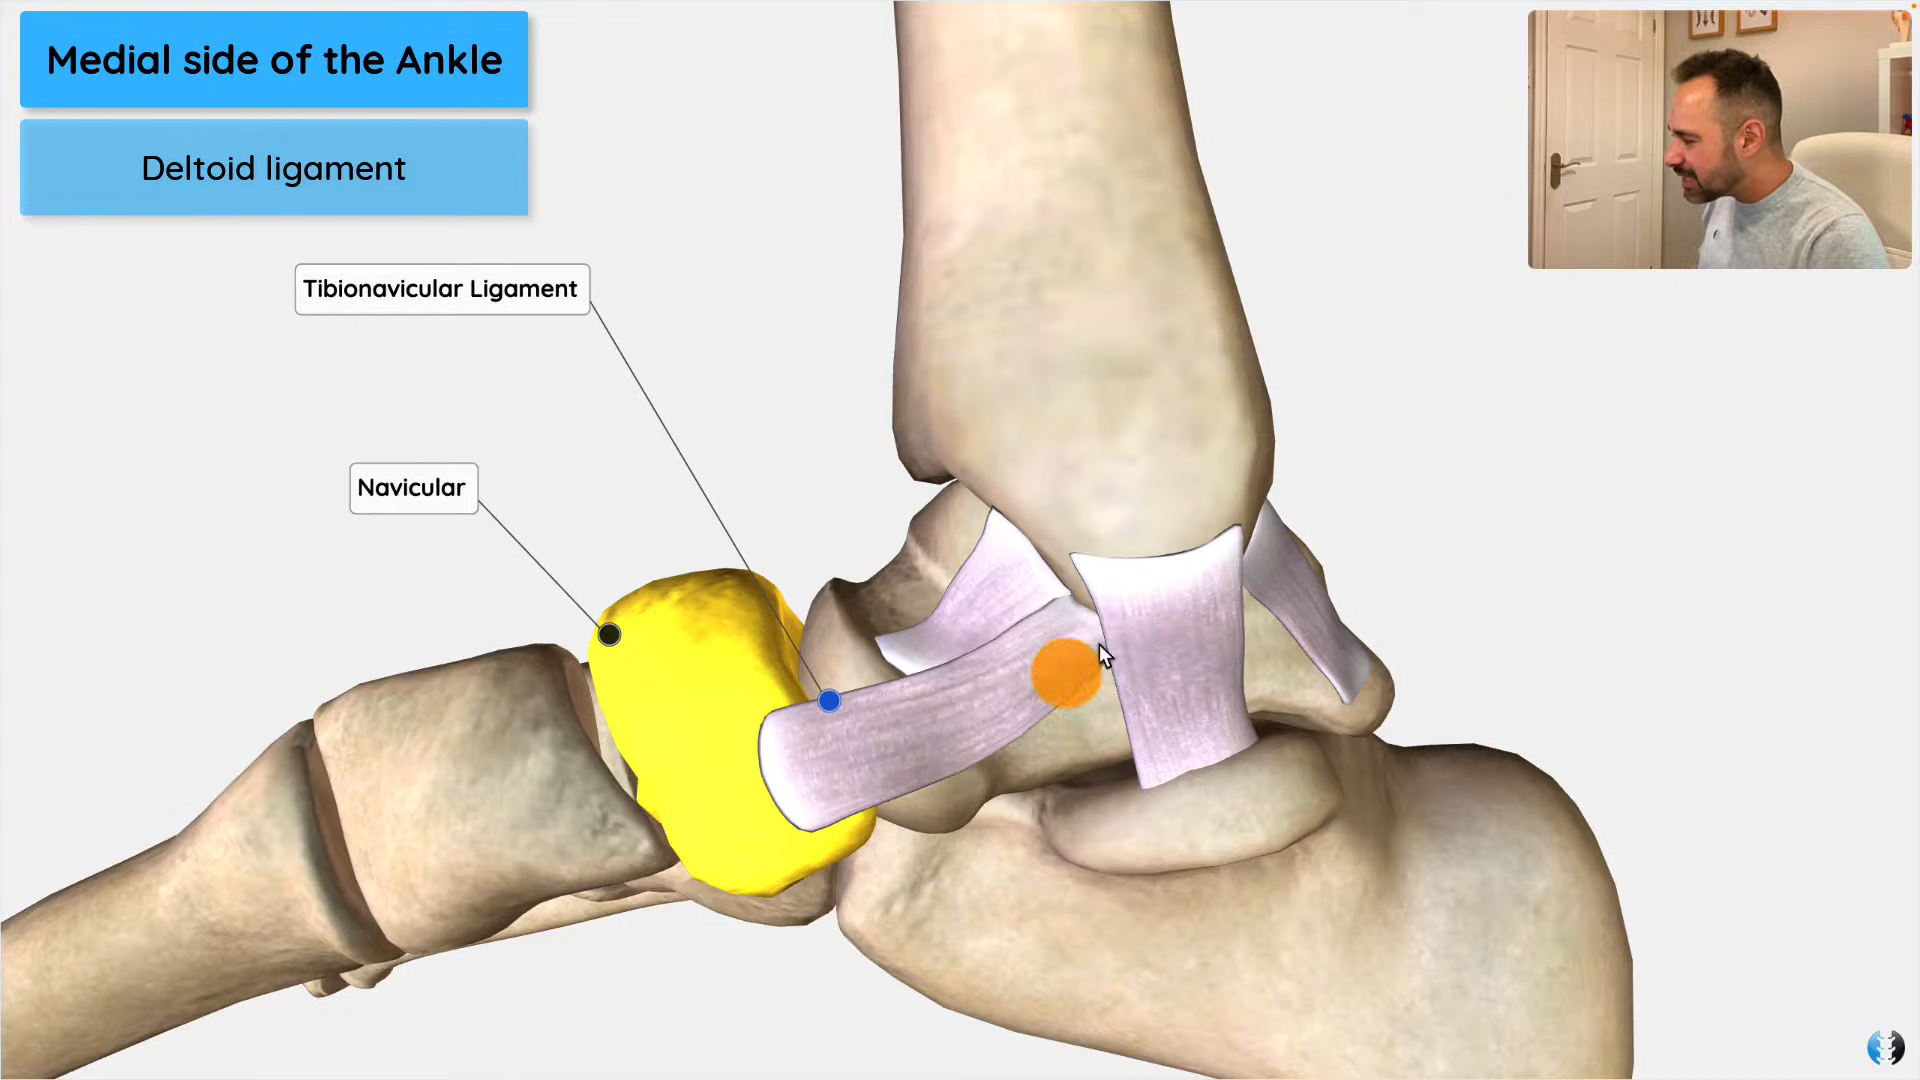 Medial side of the Ankle
Deltoid ligament
Tibionavicular Ligament
Navicular